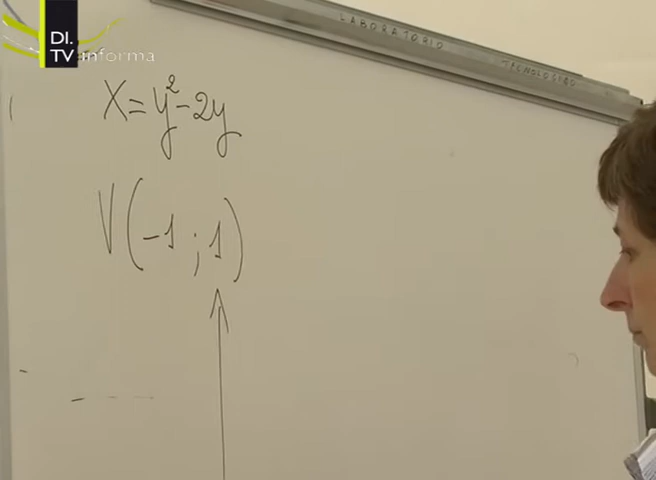 DI.
TV informa
LABORATORIO TECNOLOGICO
x = y² - 2y
V(-1 ; 1)